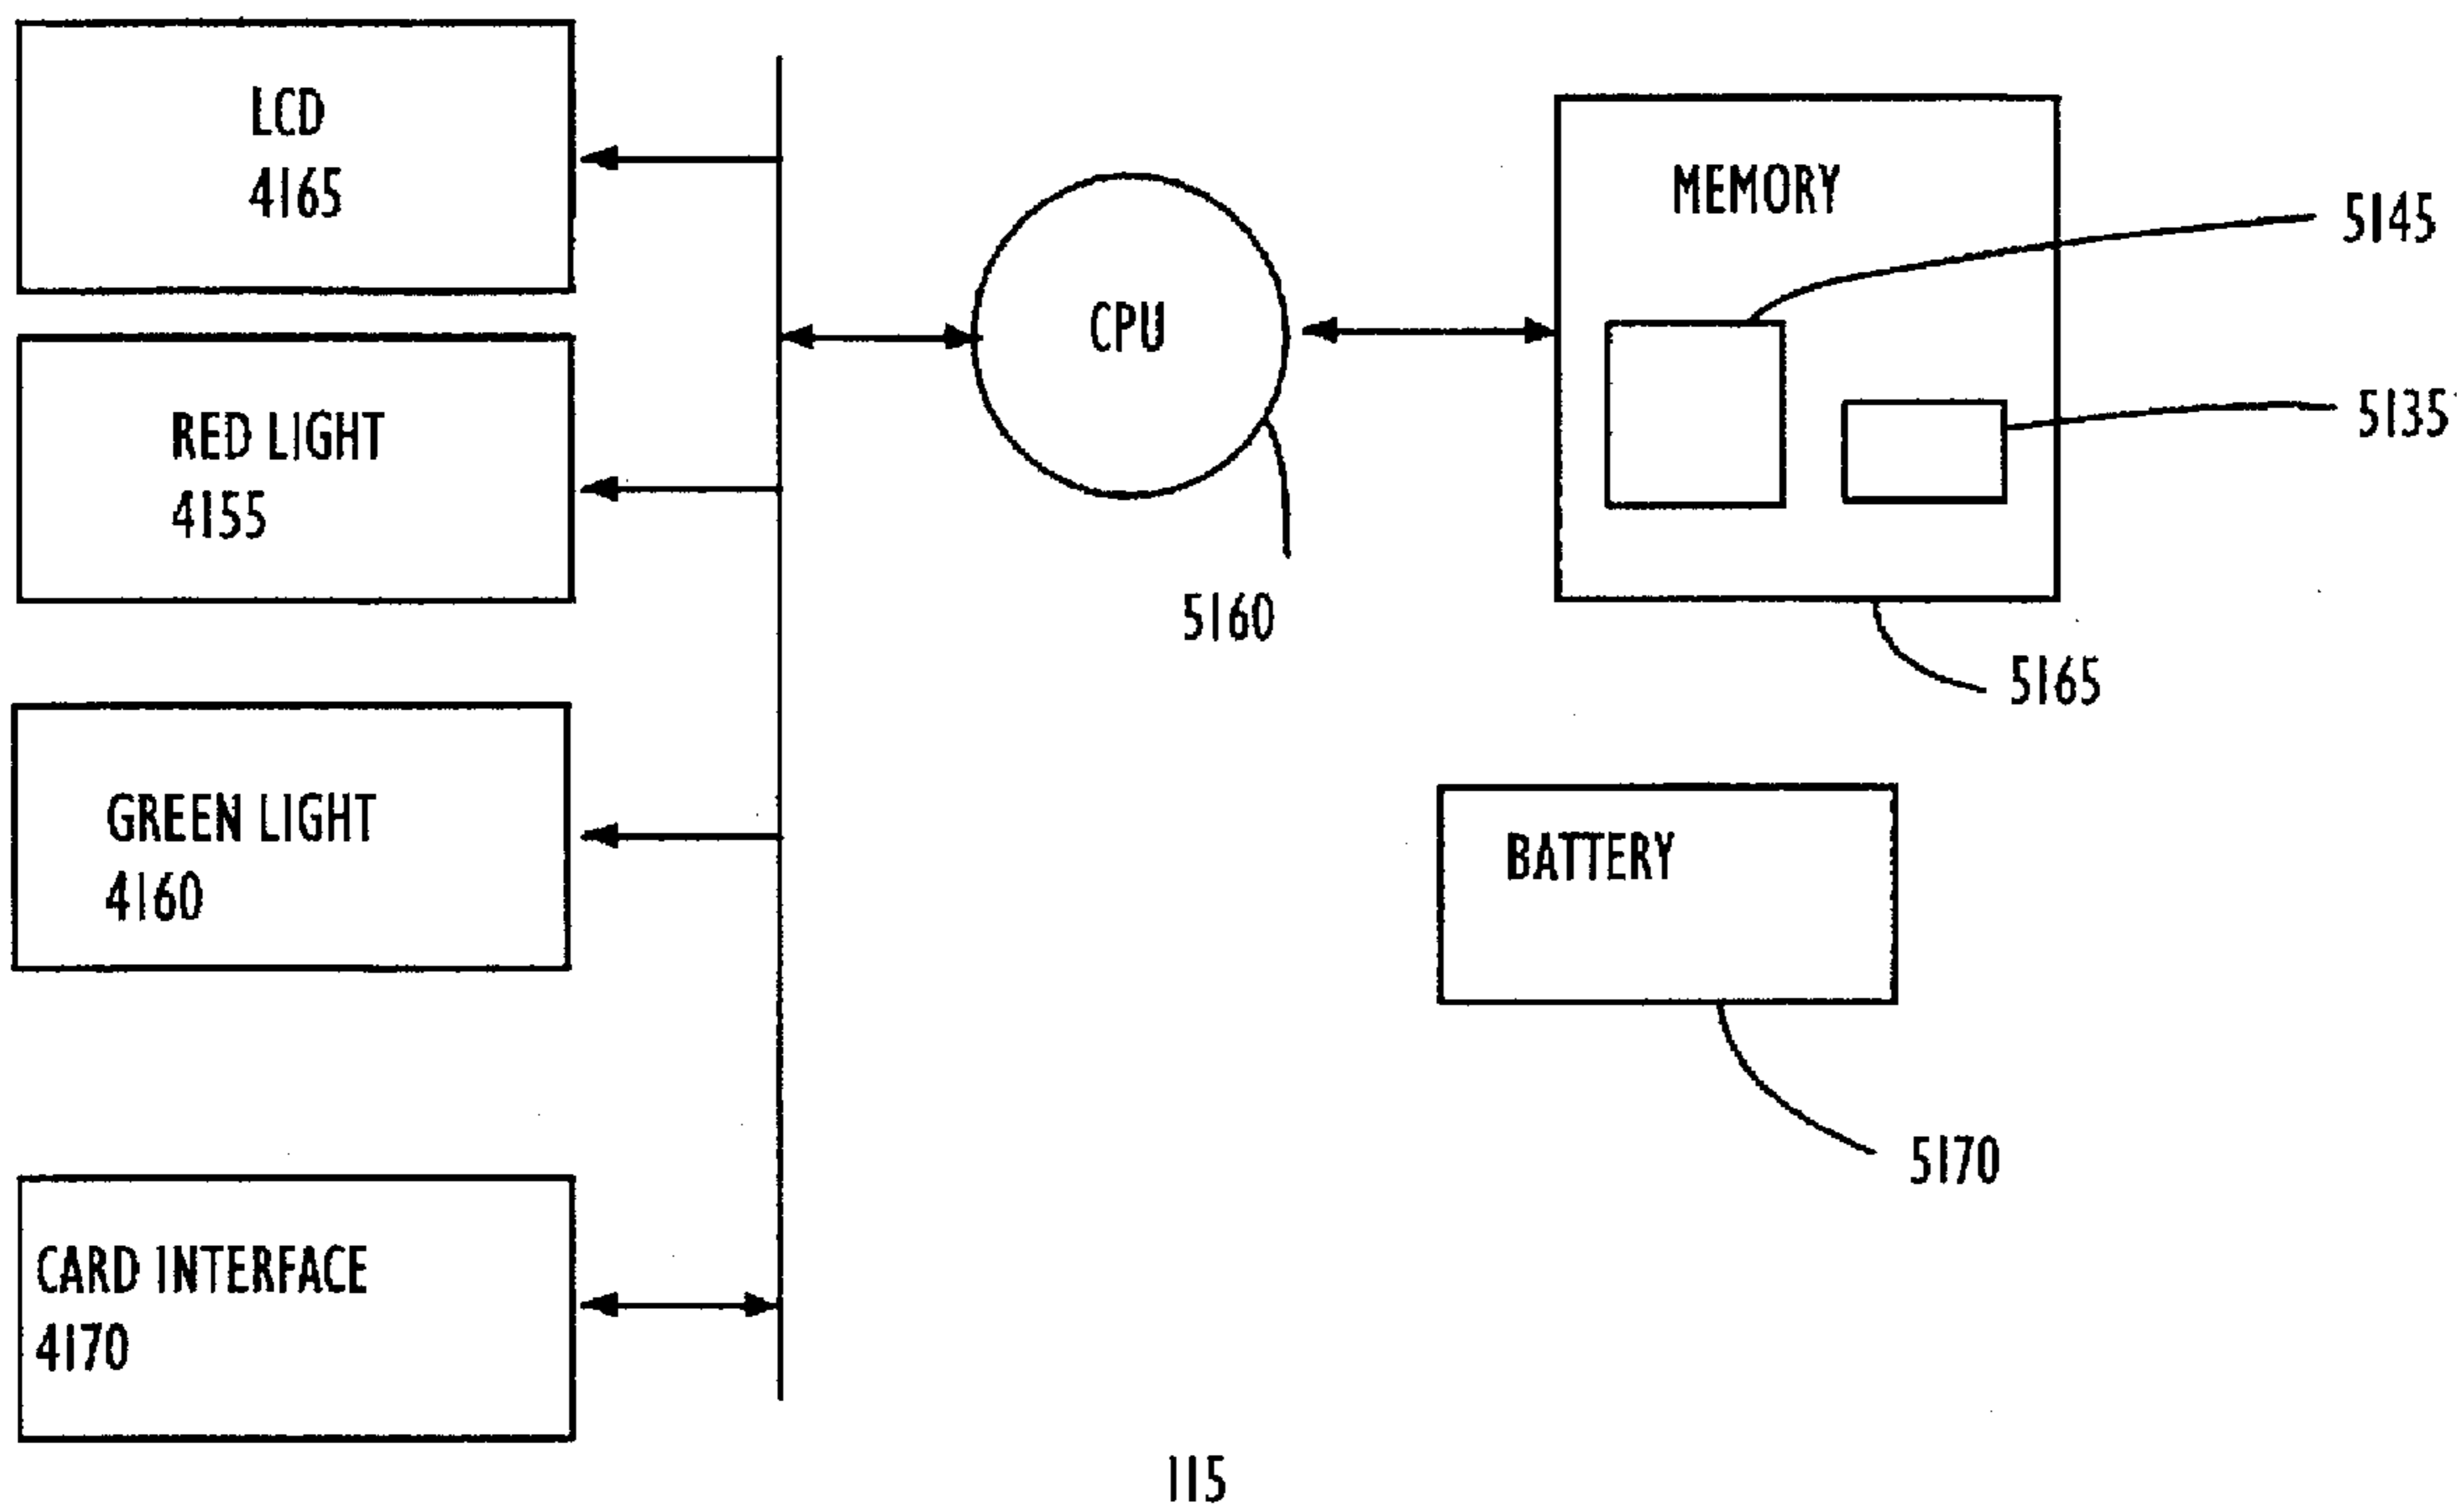 LCD
4165
RED LIGHT
4155
GREEN LIGHT
4160
CARD INTERFACE
4170
CPU
5160
MEMORY
5145
5135
5165
BATTERY
5170
115